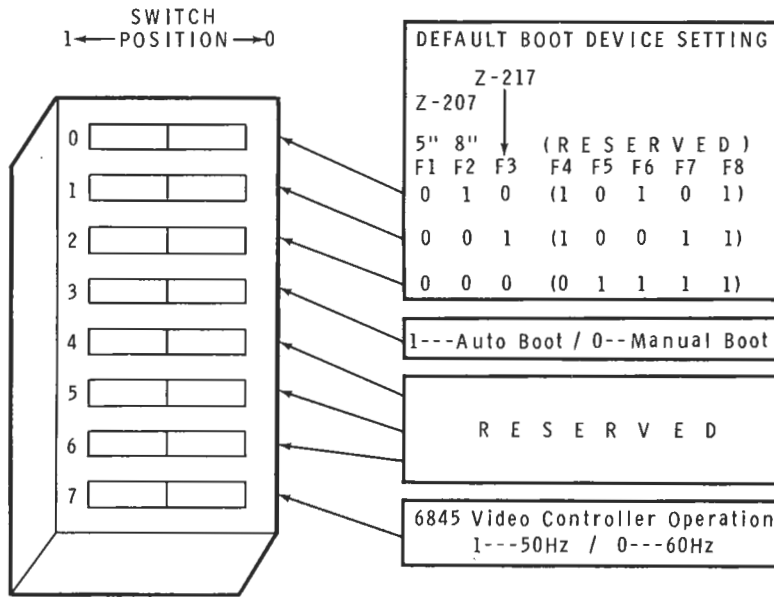 SWITCH
1←POSITION→0
0
1
2
3
4
5
6
7
DEFAULT BOOT DEVICE SETTING
Z-217
Z-207
5" 8" (RESERVED)
F1 F2 F3 F4 F5 F6 F7 F8
0 1 0 (1 0 1 0 1)
0 0 1 (1 0 0 1 1)
0 0 0 (0 1 1 1 1)
1---Auto Boot / 0--Manual Boot
RESERVED
6845 Video Controller Operation
1---50Hz / 0---60Hz